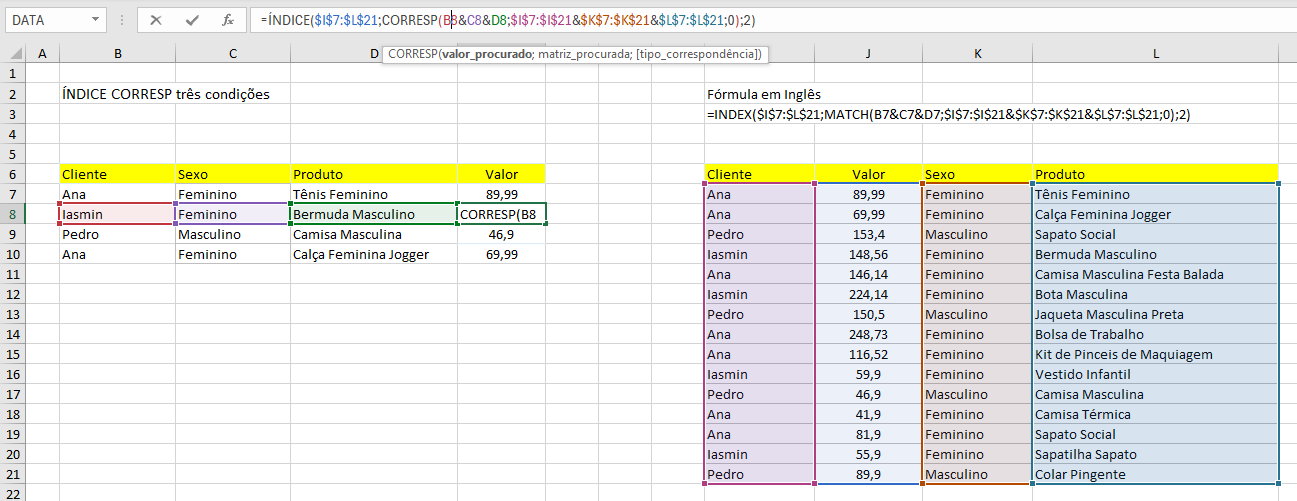 DATA =ÍNDICE($I$7:$L$21;CORRESP(B8&C8&D8;$I$7:$I$21&$K$7:$K$21&$L$7:$L$21;0);2)
CORRESP(valor_procurado; matriz_procurada; [tipo_correspondência])
A B C D J K L
1
2 ÍNDICE CORRESP três condições Fórmula em Inglês
3 =INDEX($I$7:$L$21;MATCH(B7&C7&D7;$I$7:$I$21&$K$7:$K$21&$L$7:$L$21;0);2)
4
5
6 Cliente Sexo Produto Valor Cliente Valor Sexo Produto
7 Ana Feminino Tênis Feminino 89,99 Ana 89,99 Feminino Tênis Feminino
8 Iasmin Feminino Bermuda Masculino CORRESP(B8 Ana 69,99 Feminino Calça Feminina Jogger
9 Pedro Masculino Camisa Masculina 46,9 Pedro 153,4 Masculino Sapato Social
10 Ana Feminino Calça Feminina Jogger 69,99 Iasmin 148,56 Feminino Bermuda Masculino
11 Ana 146,14 Feminino Camisa Masculina Festa Balada
12 Iasmin 224,14 Feminino Bota Masculina
13 Pedro 150,5 Masculino Jaqueta Masculina Preta
14 Ana 248,73 Feminino Bolsa de Trabalho
15 Ana 116,52 Feminino Kit de Pinceis de Maquiagem
16 Iasmin 59,9 Feminino Vestido Infantil
17 Pedro 46,9 Masculino Camisa Masculina
18 Ana 41,9 Feminino Camisa Térmica
19 Ana 81,9 Feminino Sapato Social
20 Iasmin 55,9 Feminino Sapatilha Sapato
21 Pedro 89,9 Masculino Colar Pingente
22